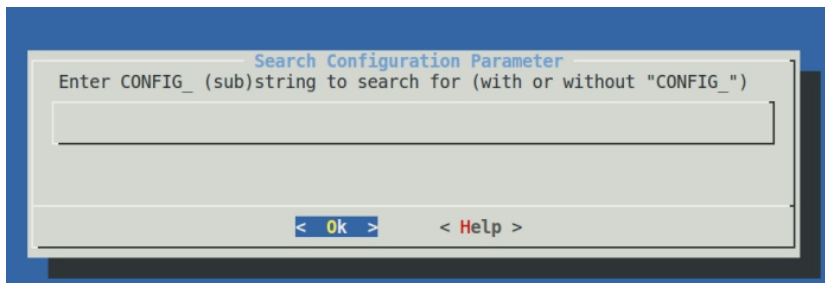 Search Configuration Parameter
Enter CONFIG_ (sub)string to search for (with or without "CONFIG_")
< Ok > < Help >